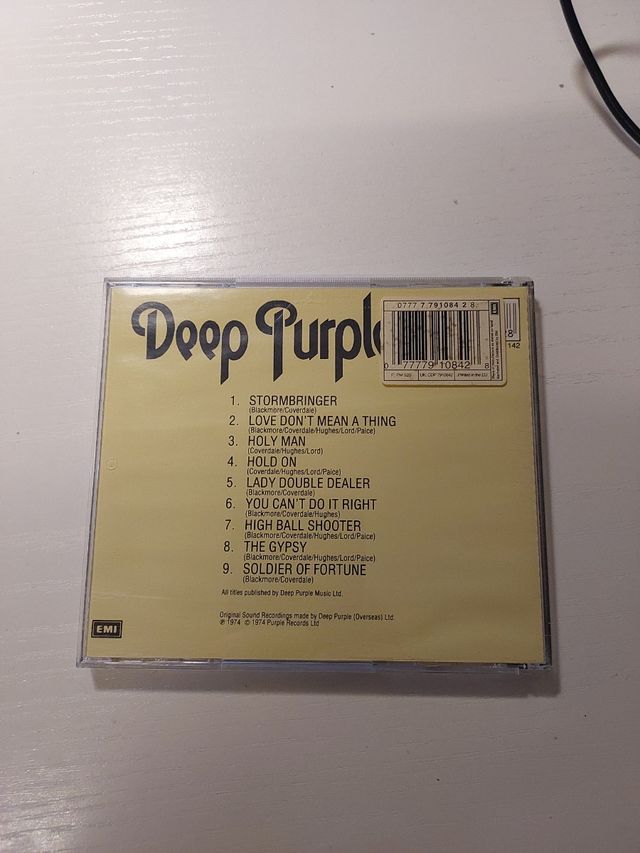 Deep Purple
0777 7 791084 2 8
0 77779 10842 8
8
142
1. STORMBRINGER
(Blackmore/Coverdale)
2. LOVE DON'T MEAN A THING
(Blackmore/Coverdale/Hughes/Lord/Paice)
3. HOLY MAN
(Coverdale/Hughes/Lord)
4. HOLD ON
(Coverdale/Hughes/Lord/Paice)
5. LADY DOUBLE DEALER
(Blackmore/Coverdale)
6. YOU CAN'T DO IT RIGHT
(Blackmore/Coverdale/Hughes)
7. HIGH BALL SHOOTER
(Blackmore/Coverdale/Hughes/Lord/Paice)
8. THE GYPSY
(Blackmore/Coverdale/Hughes/Lord/Paice)
9. SOLDIER OF FORTUNE
(Blackmore/Coverdale)
All titles published by Deep Purple Music Ltd.
Original Sound Recordings made by Deep Purple (Overseas) Ltd.
℗ 1974 © 1974 Purple Records Ltd
EMI